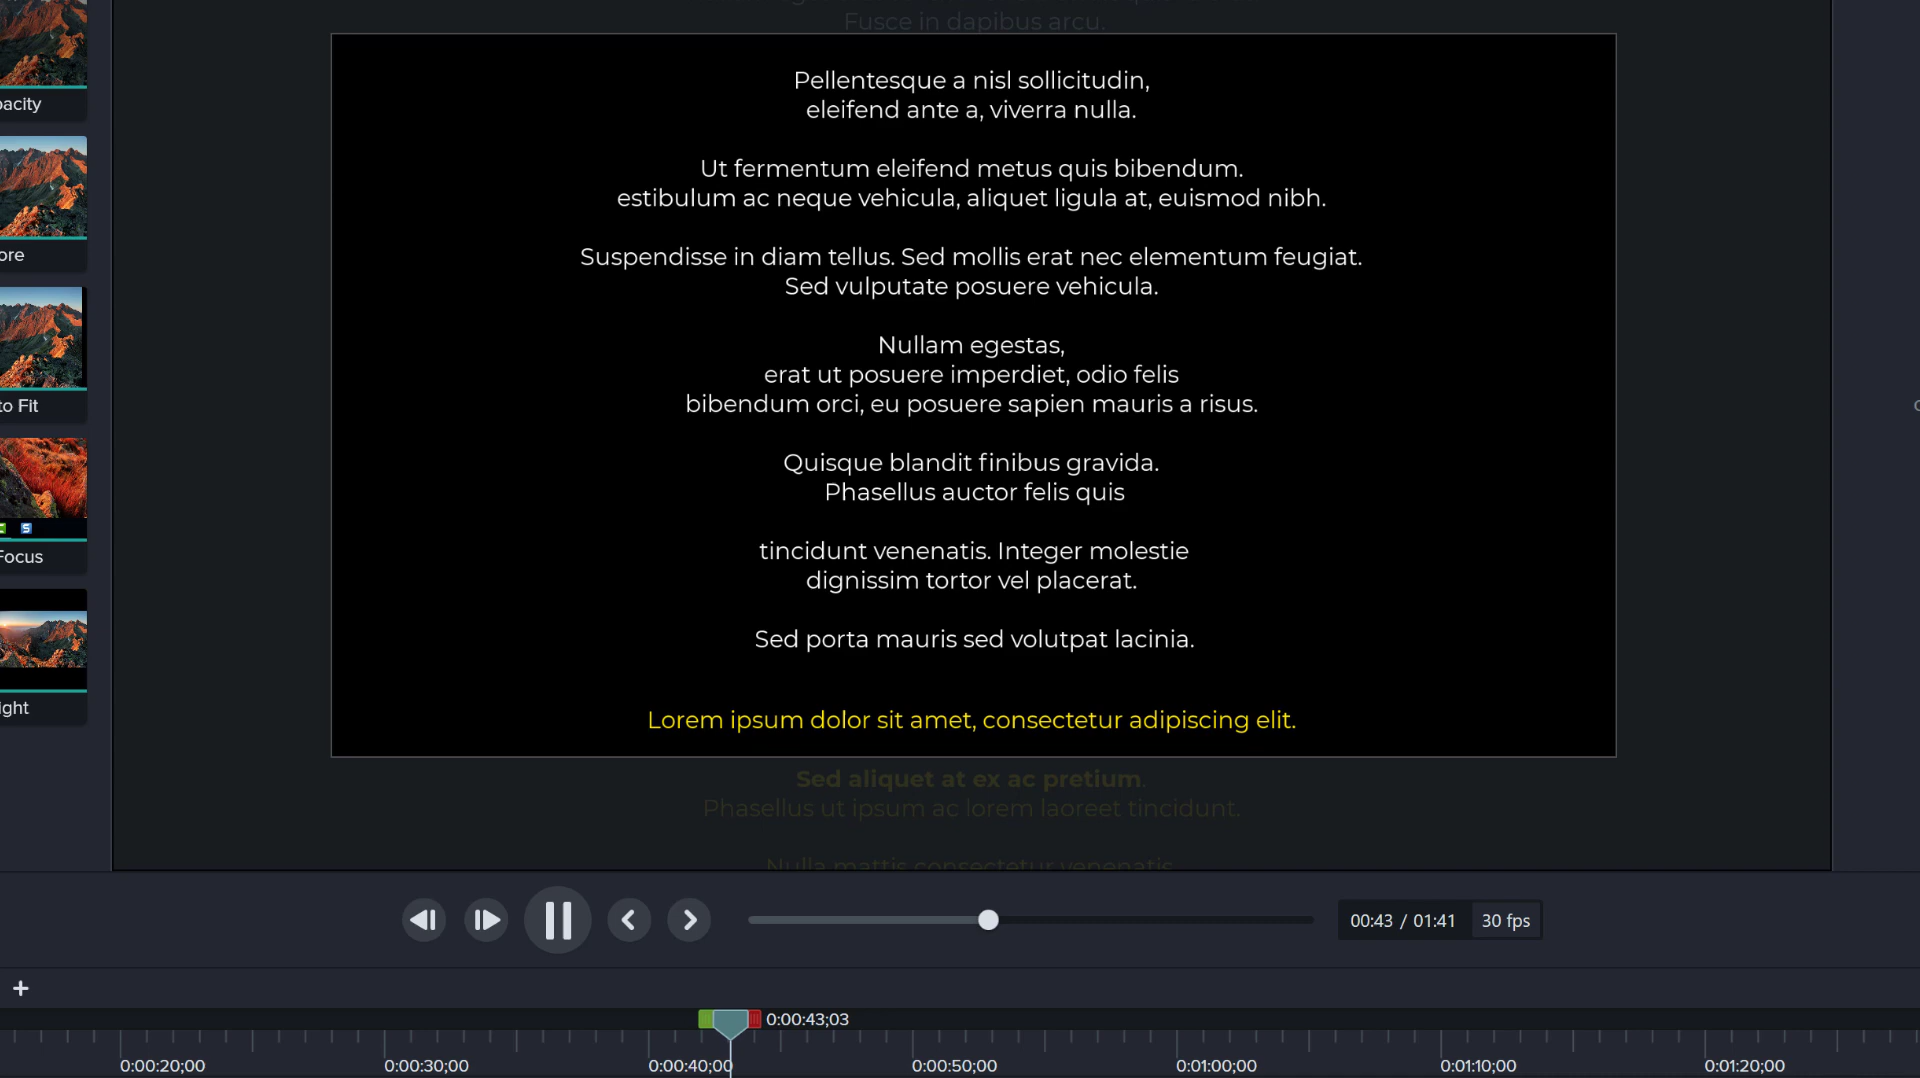 Fusce in dapibus arcu.
Pellentesque a nisl sollicitudin,
eleifend ante a, viverra nulla.
Ut fermentum eleifend metus quis bibendum.
estibulum ac neque vehicula, aliquet ligula at, euismod nibh.
Suspendisse in diam tellus. Sed mollis erat nec elementum feugiat.
Sed vulputate posuere vehicula.
Nullam egestas,
erat ut posuere imperdiet, odio felis
bibendum orci, eu posuere sapien mauris a risus.
Quisque blandit finibus gravida.
Phasellus auctor felis quis
tincidunt venenatis. Integer molestie
dignissim tortor vel placerat.
Sed porta mauris sed volutpat lacinia.
Lorem ipsum dolor sit amet, consectetur adipiscing elit.
Sed aliquet at ex ac pretium.
Phasellus ut ipsum ac lorem laoreet tincidunt.
Nulla mattis consectetur venenatis
pacity
ore
to Fit
S
Focus
ight
00:43 / 01:41 30 fps
0:00:43;03
0:00:20;00 0:00:30;00 0:00:40;00 0:00:50;00 0:01:00;00 0:01:10;00 0:01:20;00